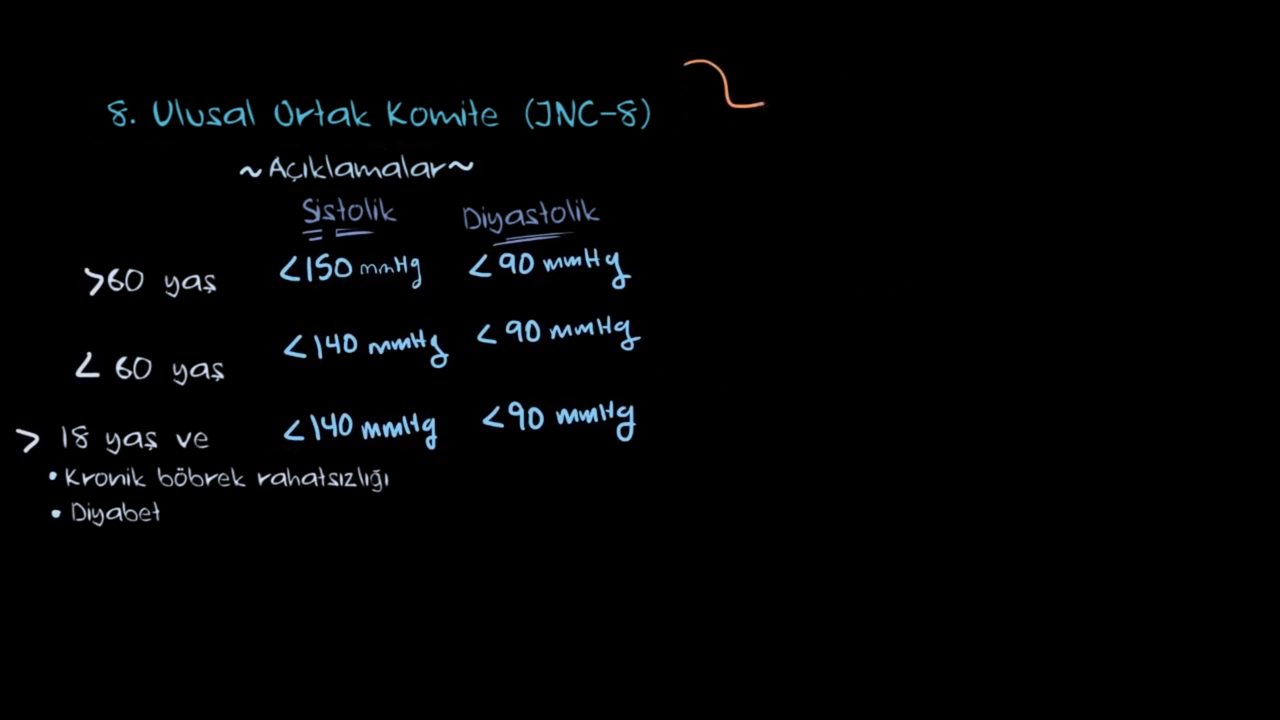 8. Ulusal Ortak Komite (JNC-8)
~Açıklamalar~
Sistolik Diyastolik
>60 yaş <150 mmHg <90 mmHg
< 60 yaş <140 mmHg <90 mmHg
> 18 yaş ve <140 mmHg <90 mmHg
• Kronik böbrek rahatsızlığı
• Diyabet